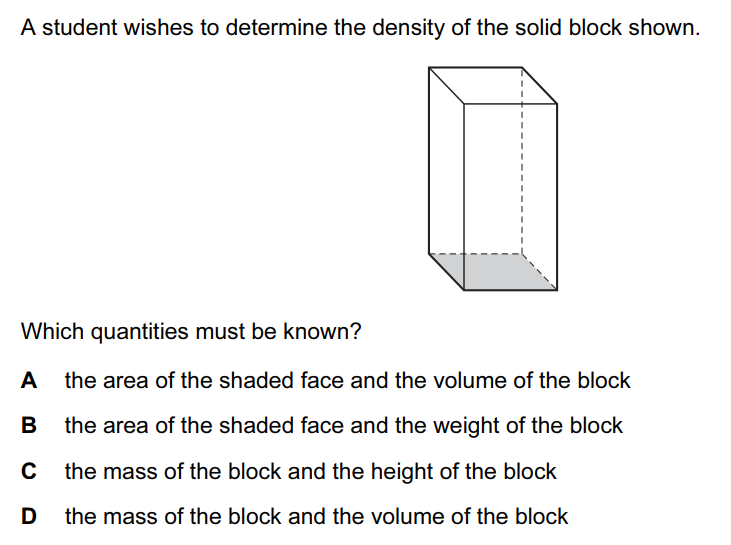 A student wishes to determine the density of the solid block shown.
Which quantities must be known?
A the area of the shaded face and the volume of the block
B the area of the shaded face and the weight of the block
C the mass of the block and the height of the block
D the mass of the block and the volume of the block